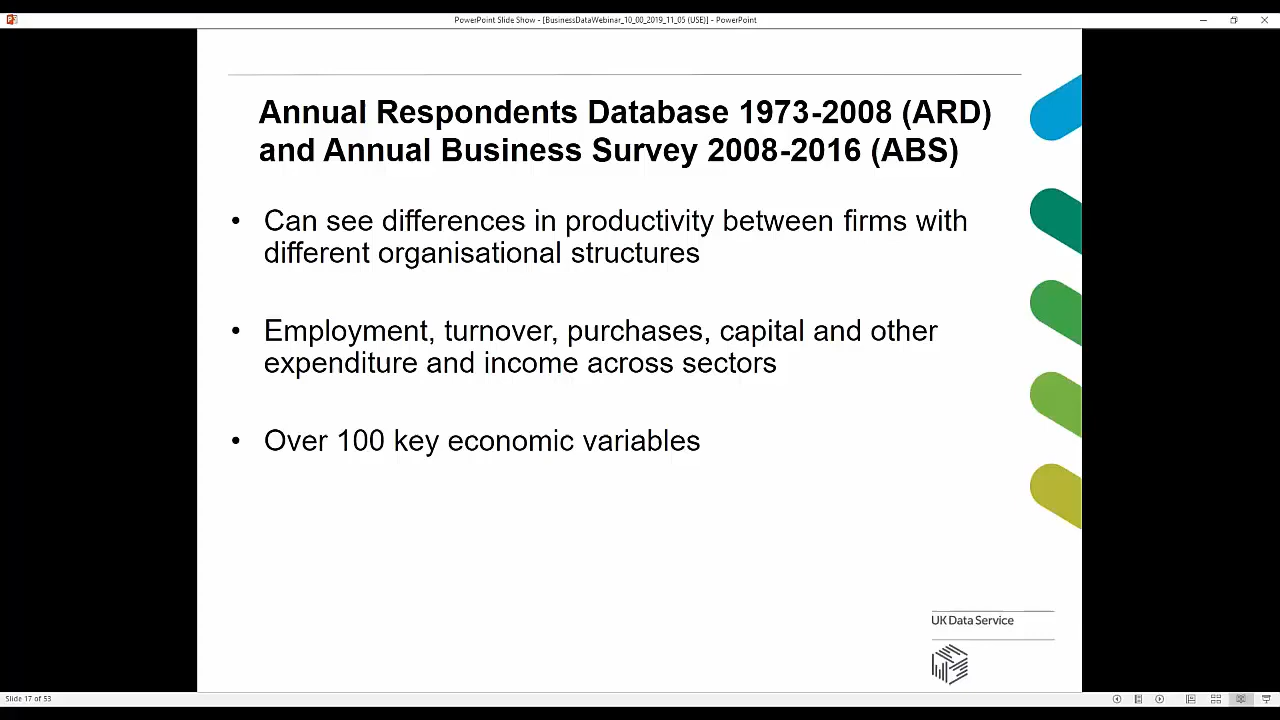 PowerPoint Slide Show - [BusinessDataWebinar_10_00_2019_11_05 (USE)] - PowerPoint
Annual Respondents Database 1973-2008 (ARD)
and Annual Business Survey 2008-2016 (ABS)
• Can see differences in productivity between firms with
different organisational structures
• Employment, turnover, purchases, capital and other
expenditure and income across sectors
• Over 100 key economic variables
UK Data Service
Slide 17 of 53